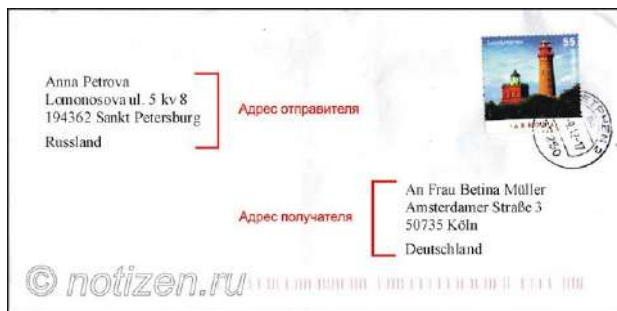 Anna Petrova
Lomonosova ul. 5 kv 8
194362 Sankt Petersburg
Russland
Адрес отправителя
55
An Frau Betina Müller
Amsterdamer Straße 3
50735 Köln
Deutschland
Адрес получателя
© notizen.ru